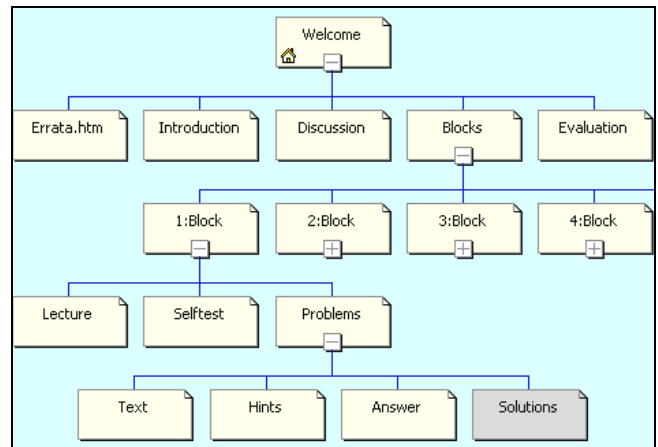 Welcome
Errata.htm Introduction Discussion Blocks Evaluation
1:Block 2:Block 3:Block 4:Block
Lecture Selftest Problems
Text Hints Answer Solutions